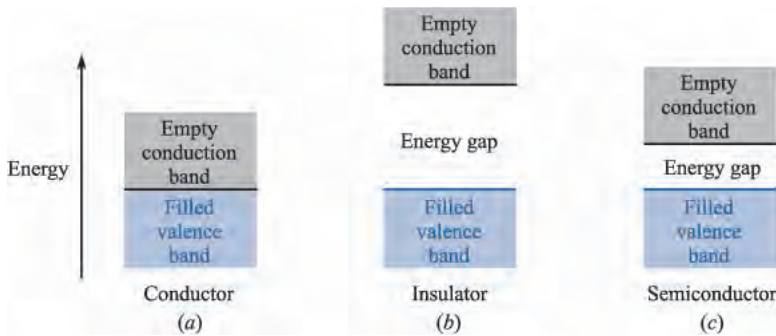 Energy
Empty
conduction
band
Filled
valence
band
Conductor
(a)
Empty
conduction
band
Energy gap
Filled
valence
band
Insulator
(b)
Empty
conduction
band
Energy gap
Filled
valence
band
Semiconductor
(c)